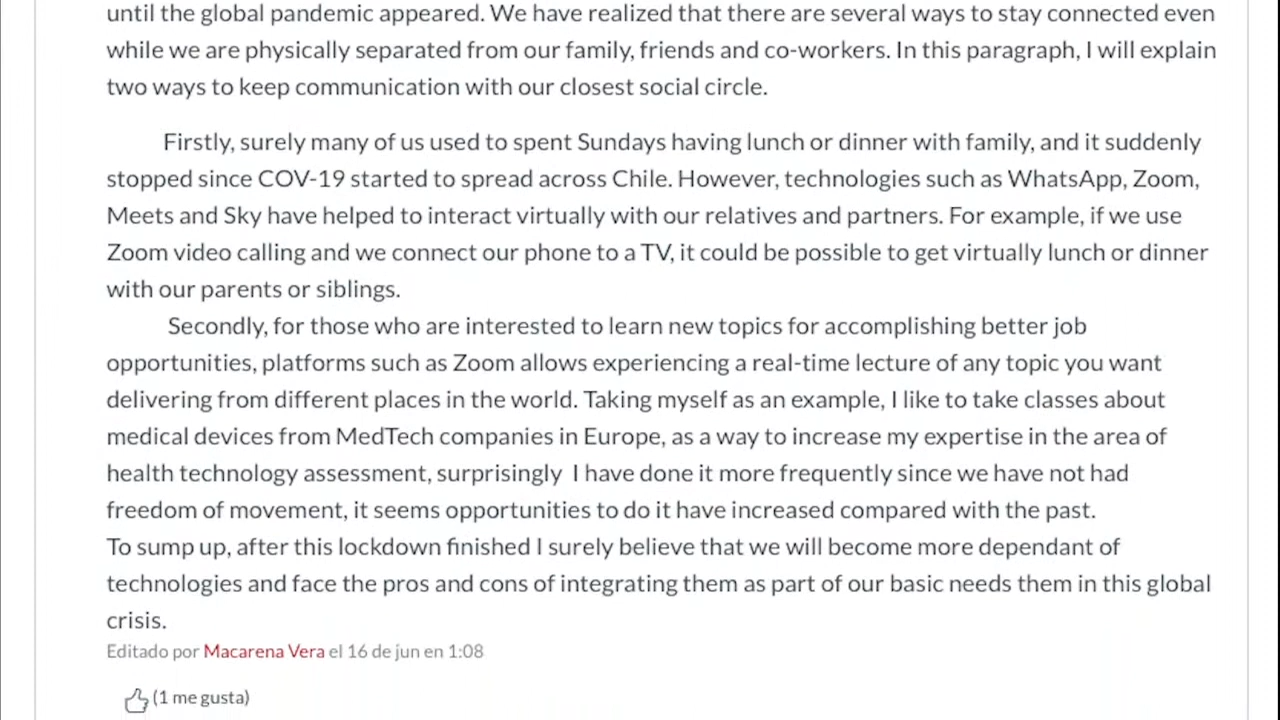 until the global pandemic appeared. We have realized that there are several ways to stay connected even
while we are physically separated from our family, friends and co-workers. In this paragraph, I will explain
two ways to keep communication with our closest social circle.
Firstly, surely many of us used to spent Sundays having lunch or dinner with family, and it suddenly
stopped since COV-19 started to spread across Chile. However, technologies such as WhatsApp, Zoom,
Meets and Sky have helped to interact virtually with our relatives and partners. For example, if we use
Zoom video calling and we connect our phone to a TV, it could be possible to get virtually lunch or dinner
with our parents or siblings.
Secondly, for those who are interested to learn new topics for accomplishing better job
opportunities, platforms such as Zoom allows experiencing a real-time lecture of any topic you want
delivering from different places in the world. Taking myself as an example, I like to take classes about
medical devices from MedTech companies in Europe, as a way to increase my expertise in the area of
health technology assessment, surprisingly  I have done it more frequently since we have not had
freedom of movement, it seems opportunities to do it have increased compared with the past.
To sump up, after this lockdown finished I surely believe that we will become more dependant of
technologies and face the pros and cons of integrating them as part of our basic needs them in this global
crisis.
Editado por Macarena Vera el 16 de jun en 1:08
(1 me gusta)